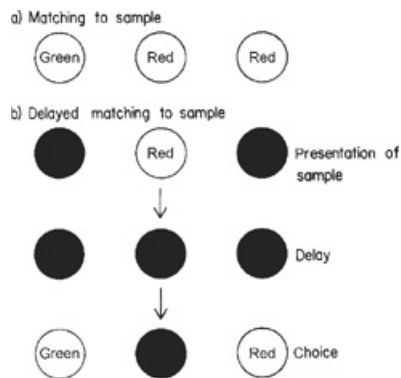 a) Matching to sample
Green Red Red
b) Delayed matching to sample
Red
Presentation of
sample
Delay
Green Red Choice